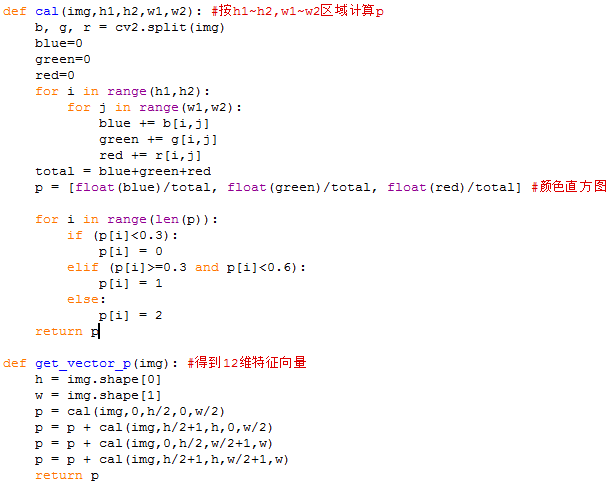 def cal(img,h1,h2,w1,w2): #按h1~h2,w1~w2区域计算p
    b, g, r = cv2.split(img)
    blue=0
    green=0
    red=0
    for i in range(h1,h2):
        for j in range(w1,w2):
            blue += b[i,j]
            green += g[i,j]
            red += r[i,j]
    total = blue+green+red
    p = [float(blue)/total, float(green)/total, float(red)/total] #颜色直方图

    for i in range(len(p)):
        if (p[i]<0.3):
            p[i] = 0
        elif (p[i]>=0.3 and p[i]<0.6):
            p[i] = 1
        else:
            p[i] = 2
    return p

def get_vector_p(img): #得到12维特征向量
    h = img.shape[0]
    w = img.shape[1]
    p = cal(img,0,h/2,0,w/2)
    p = p + cal(img,h/2+1,h,0,w/2)
    p = p + cal(img,0,h/2,w/2+1,w)
    p = p + cal(img,h/2+1,h,w/2+1,w)
    return p